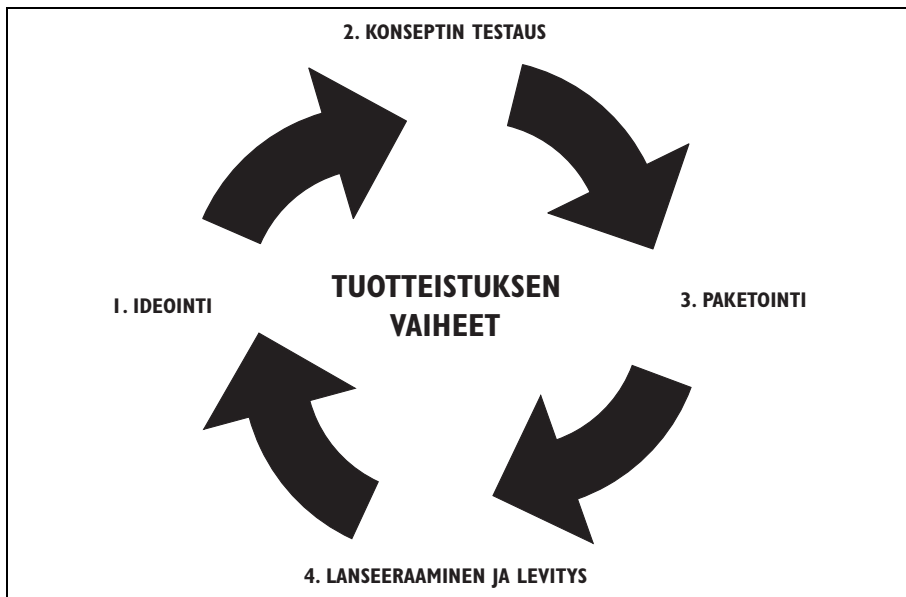 2. KONSEPTIN TESTAUS
TUOTTEISTUKSEN
VAIHEET
1. IDEOINTI
3. PAKETOINTI
4. LANSEERAAMINEN JA LEVITYS